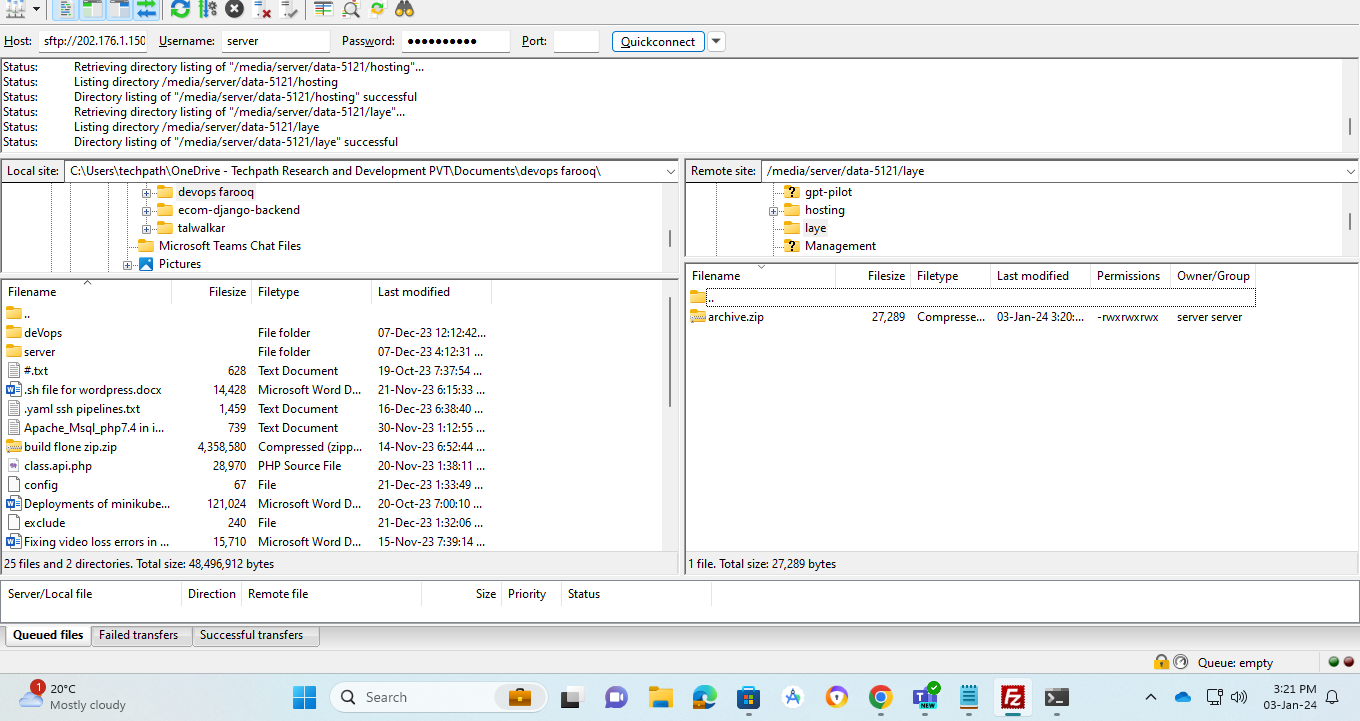 Host: sftp://202.176.1.150 Username: server Password: ●●●●●●●●●● Port: Quickconnect
Status: Retrieving directory listing of "/media/server/data-5121/hosting"...
Status: Listing directory /media/server/data-5121/hosting
Status: Directory listing of "/media/server/data-5121/hosting" successful
Status: Retrieving directory listing of "/media/server/data-5121/laye"...
Status: Listing directory /media/server/data-5121/laye
Status: Directory listing of "/media/server/data-5121/laye" successful
Local site: C:\Users\techpath\OneDrive - Techpath Research and Development PVT\Documents\devops farooq\
devops farooq
ecom-django-backend
talwalkar
Microsoft Teams Chat Files
Pictures
Filename Filesize Filetype Last modified
..
deVops File folder 07-Dec-23 12:12:42...
server File folder 07-Dec-23 4:12:31 ...
#.txt 628 Text Document 19-Oct-23 7:37:54 ...
.sh file for wordpress.docx 14,428 Microsoft Word D... 21-Nov-23 6:15:33 ...
.yaml ssh pipelines.txt 1,459 Text Document 16-Dec-23 6:38:40 ...
Apache_Msql_php7.4 in i... 739 Text Document 30-Nov-23 1:12:55 ...
build flone zip.zip 4,358,580 Compressed (zipp... 14-Nov-23 6:52:44 ...
class.api.php 28,970 PHP Source File 20-Nov-23 1:38:11 ...
config 67 File 21-Dec-23 1:33:49 ...
Deployments of minikube... 121,024 Microsoft Word D... 20-Oct-23 7:00:10 ...
exclude 240 File 21-Dec-23 1:32:06 ...
Fixing video loss errors in ... 15,710 Microsoft Word D... 15-Nov-23 7:39:14 ...
25 files and 2 directories. Total size: 48,496,912 bytes
Remote site: /media/server/data-5121/laye
gpt-pilot
hosting
laye
Management
Filename Filesize Filetype Last modified Permissions Owner/Group
..
archive.zip 27,289 Compresse... 03-Jan-24 3:20:... -rwxrwxrwx server server
1 file. Total size: 27,289 bytes
Server/Local file Direction Remote file Size Priority Status
Queued files Failed transfers Successful transfers
Queue: empty
1
20°C
Mostly cloudy
Search
NEW
3:21 PM
03-Jan-24